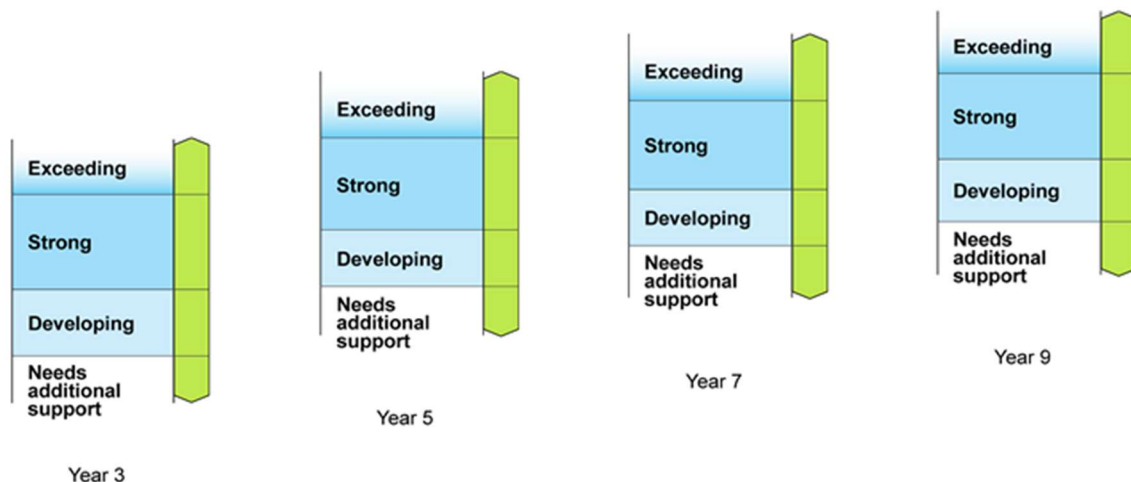 Exceeding
Strong
Developing
Needs
additional
support
Year 3
Exceeding
Strong
Developing
Needs
additional
support
Year 5
Exceeding
Strong
Developing
Needs
additional
support
Year 7
Exceeding
Strong
Developing
Needs
additional
support
Year 9